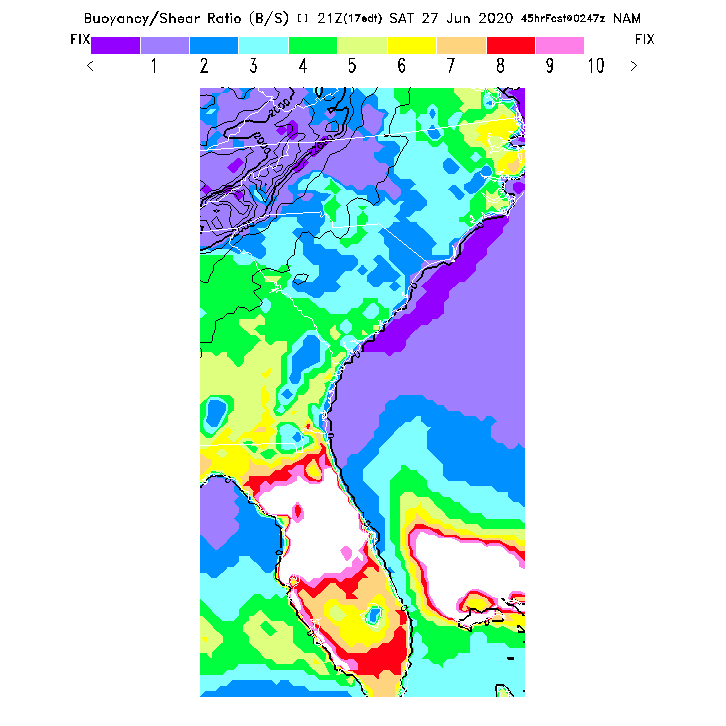 Buoyancy/Shear Ratio (B/S) [] 21Z(17edt) SAT 27 Jun 2020 45hrFcst@0247z NAM
FIX FIX
< 1 2 3 4 5 6 7 8 9 10 >
2000